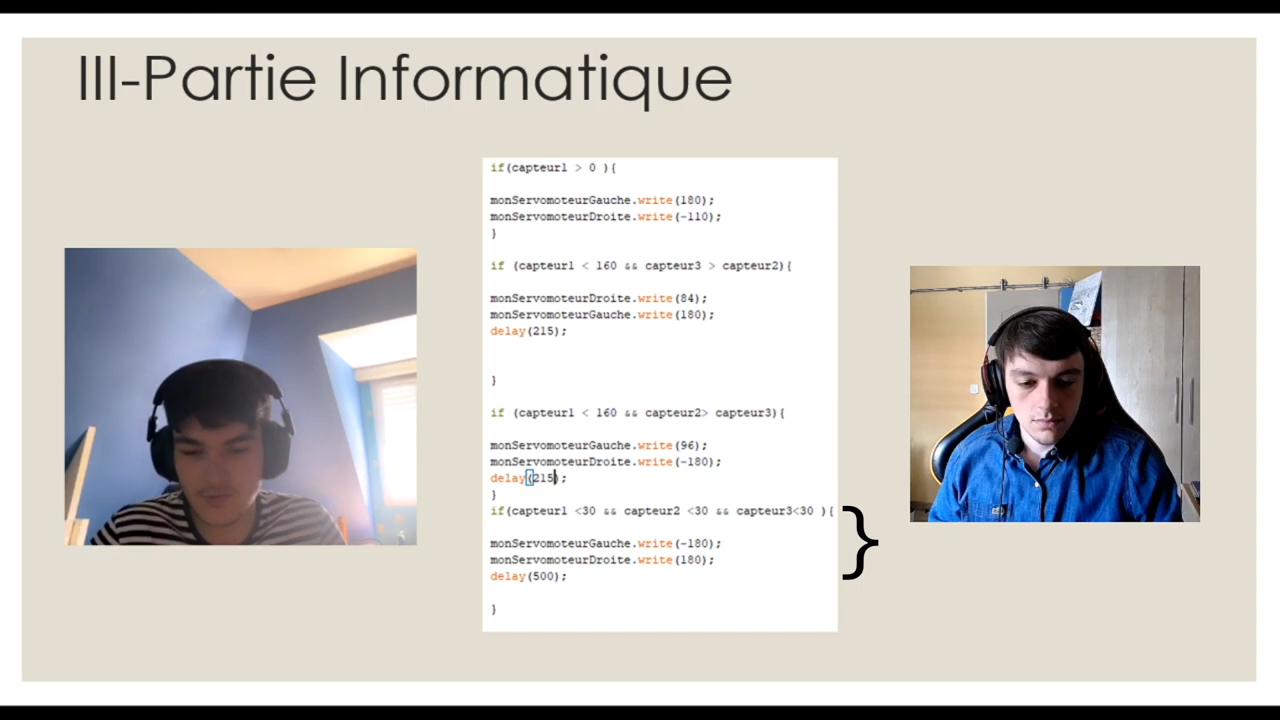 III-Partie Informatique
if(capteur1 > 0 ){
monServomoteurGauche.write(180);
monServomoteurDroite.write(-110);
}
if (capteur1 < 160 && capteur3 > capteur2){
monServomoteurDroite.write(84);
monServomoteurGauche.write(180);
delay(215);
}
if (capteur1 < 160 && capteur2> capteur3){
monServomoteurGauche.write(96);
monServomoteurDroite.write(-180);
delay(215);
}
if(capteur1 <30 && capteur2 <30 && capteur3<30 ){
monServomoteurGauche.write(-180);
monServomoteurDroite.write(180);
delay(500);
}
}